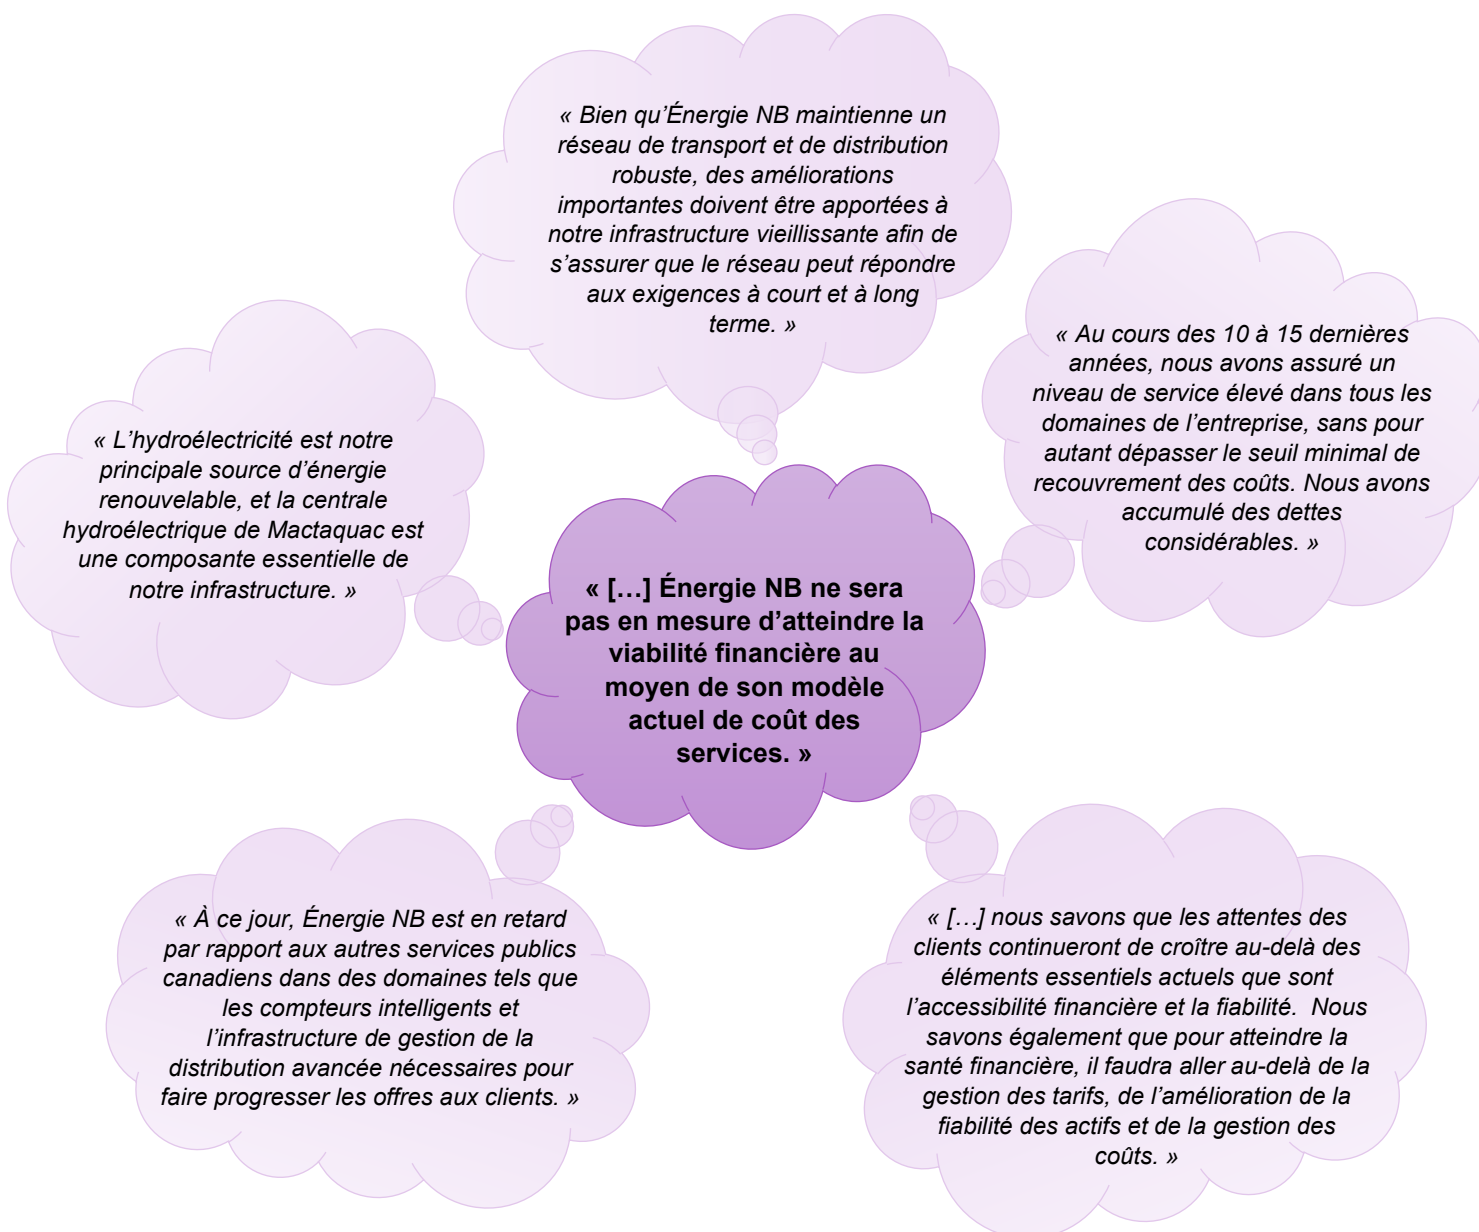 « Bien qu’Énergie NB maintienne un
réseau de transport et de distribution
robuste, des améliorations
importantes doivent être apportées à
notre infrastructure vieillissante afin de
s’assurer que le réseau peut répondre
aux exigences à court et à long
terme. »
« Au cours des 10 à 15 dernières
années, nous avons assuré un
niveau de service élevé dans tous les
domaines de l’entreprise, sans pour
autant dépasser le seuil minimal de
recouvrement des coûts. Nous avons
accumulé des dettes
considérables. »
« L’hydroélectricité est notre
principale source d’énergie
renouvelable, et la centrale
hydroélectrique de Mactaquac est
une composante essentielle de
notre infrastructure. »
« […] Énergie NB ne sera
pas en mesure d’atteindre la
viabilité financière au
moyen de son modèle
actuel de coût des
services. »
« À ce jour, Énergie NB est en retard
par rapport aux autres services publics
canadiens dans des domaines tels que
les compteurs intelligents et
l’infrastructure de gestion de la
distribution avancée nécessaires pour
faire progresser les offres aux clients. »
« […] nous savons que les attentes des
clients continueront de croître au-delà des
éléments essentiels actuels que sont
l’accessibilité financière et la fiabilité.  Nous
savons également que pour atteindre la
santé financière, il faudra aller au-delà de la
gestion des tarifs, de l’amélioration de la
fiabilité des actifs et de la gestion des
coûts. »